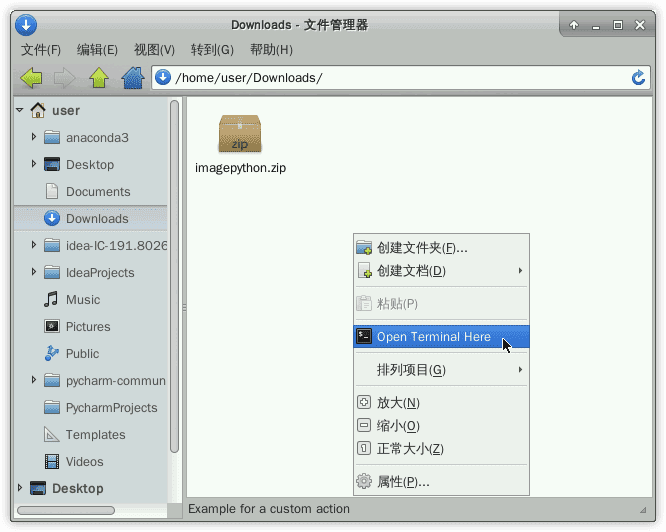 Downloads - 文件管理器
文件(F) 编辑(E) 视图(V) 转到(G) 帮助(H)
/home/user/Downloads/
user
anaconda3
Desktop
Documents
Downloads
idea-IC-191.8026
IdeaProjects
Music
Pictures
Public
pycharm-commun
PycharmProjects
Templates
Videos
Desktop
zip
imagepython.zip
创建文件夹(F)...
创建文档(D)
粘贴(P)
Open Terminal Here
排列项目(G)
放大(N)
缩小(O)
正常大小(Z)
属性(P)...
Example for a custom action